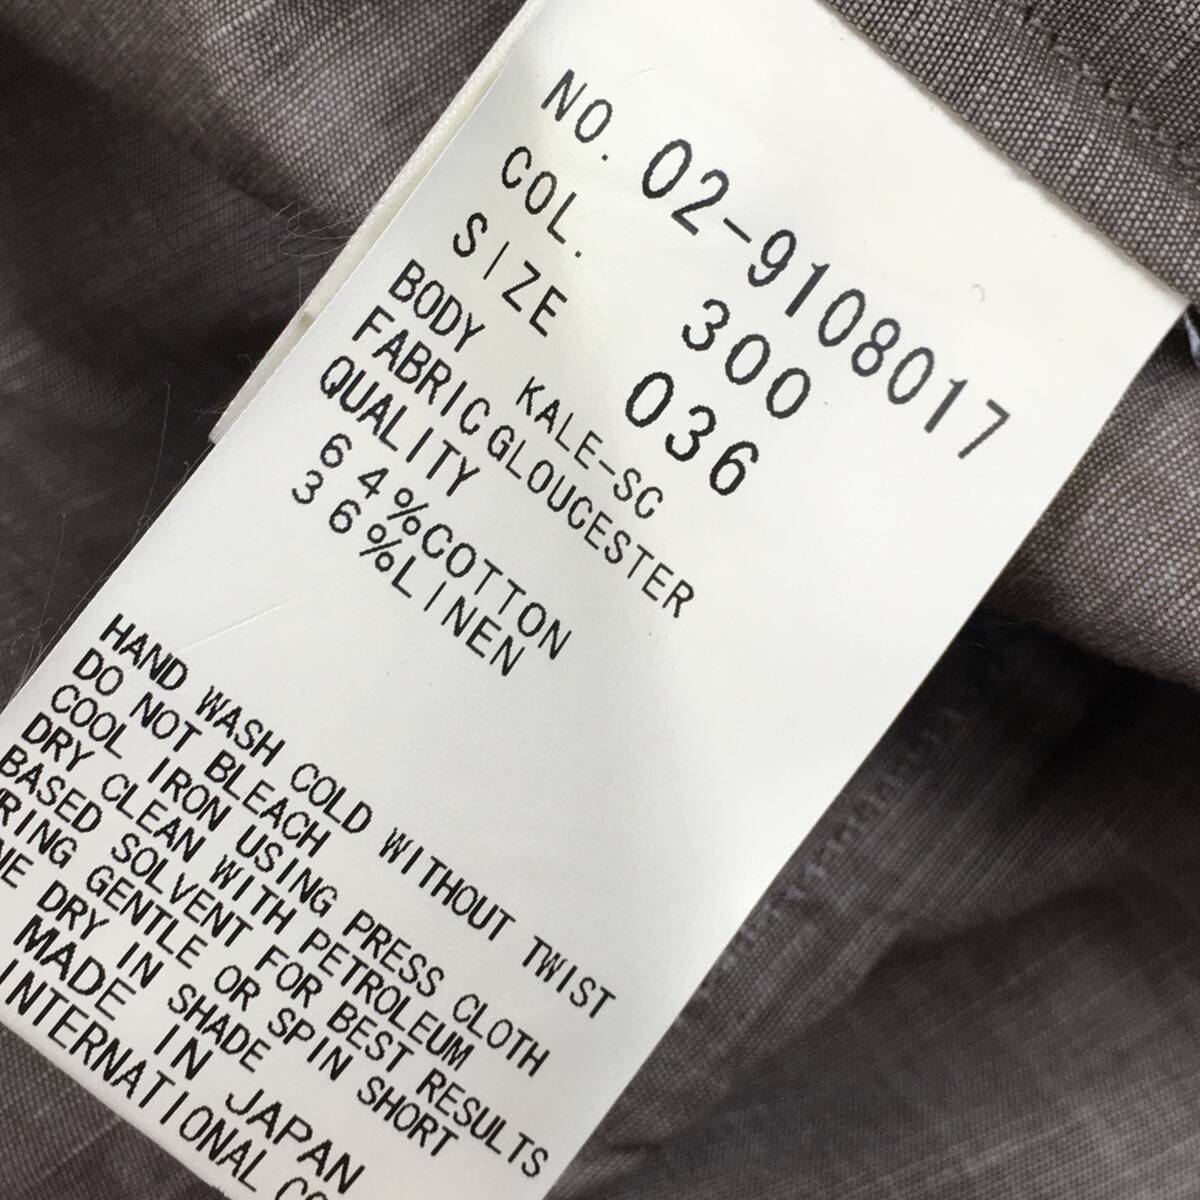 NO. 02-9108017
COL. 300
SIZE 036
BODY KALE-SC
FABRIC GLOUCESTER
QUALITY
64%COTTON
36%LINEN
HAND WASH COLD WITHOUT TWIST
DO NOT BLEACH
COOL IRON USING PRESS CLOTH
DRY CLEAN WITH PETROLEUM
BASED SOLVENT FOR BEST RESULTS
GENTLE OR SPIN SHORT
DRY IN SHADE
MADE IN JAPAN
INTERNATIONAL